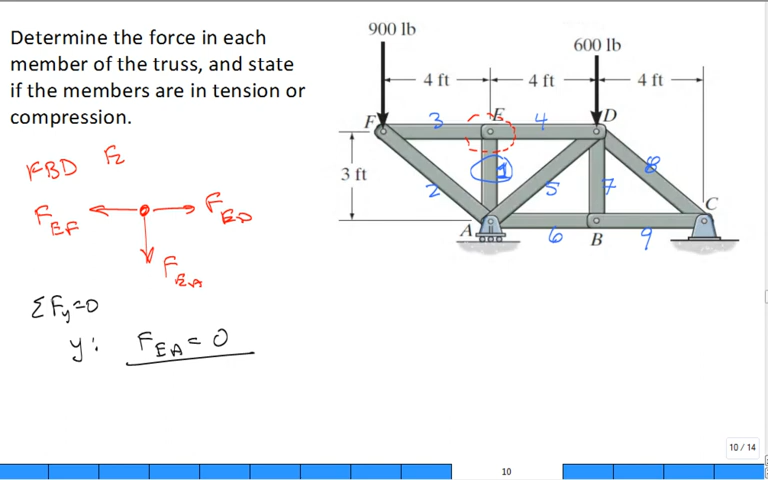 Determine the force in each
member of the truss, and state
if the members are in tension or
compression.
900 lb
600 lb
4 ft
4 ft
4 ft
F
3
E
4
D
3 ft
2
1
5
7
8
A
6
B
9
C
FBD
F_EF
F_ED
F_EA
ΣFy=0
y: F_EA = 0
10 / 14
10